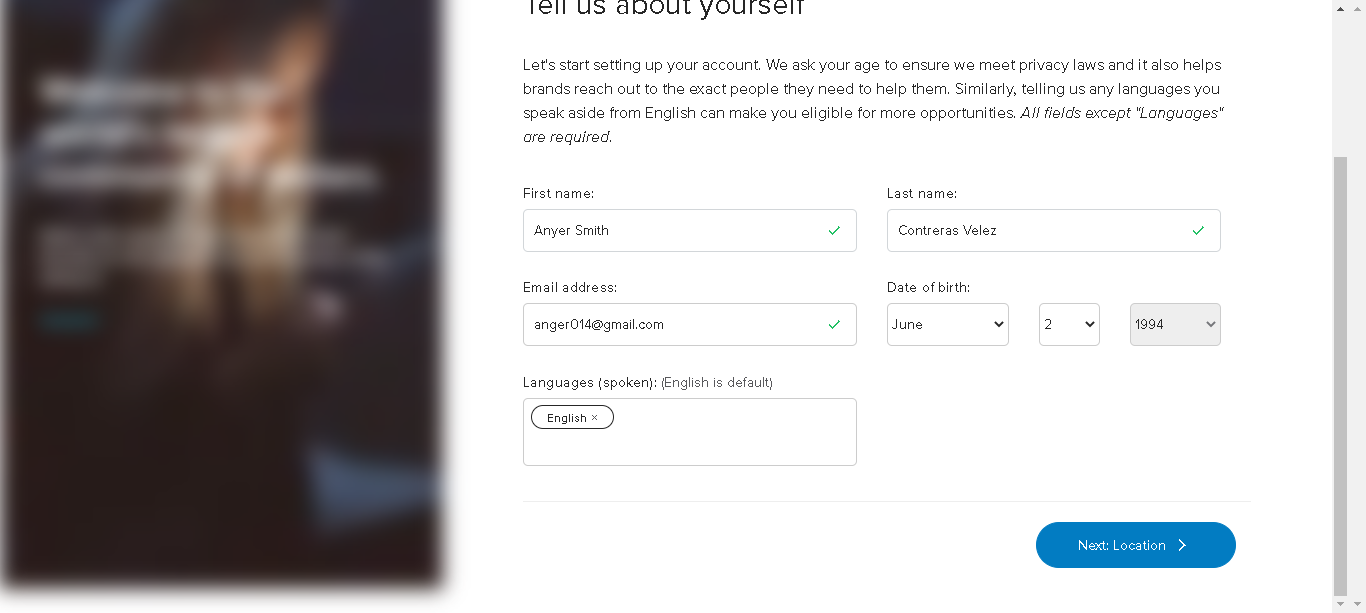 Tell us about yourself
Let's start setting up your account. We ask your age to ensure we meet privacy laws and it also helps
brands reach out to the exact people they need to help them. Similarly, telling us any languages you
speak aside from English can make you eligible for more opportunities. All fields except "Languages"
are required.
First name:
Last name:
Anyer Smith
Contreras Velez
Email address:
Date of birth:
anger014@gmail.com
June
2
1994
Languages (spoken): (English is default)
English ×
Next: Location